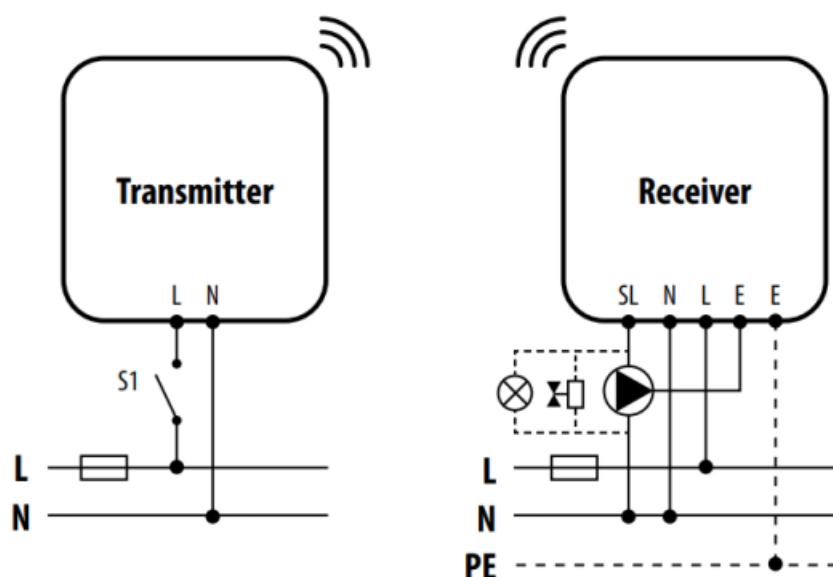 Transmitter
Receiver
L N
SL N L E E
S1
L
L
N
N
PE